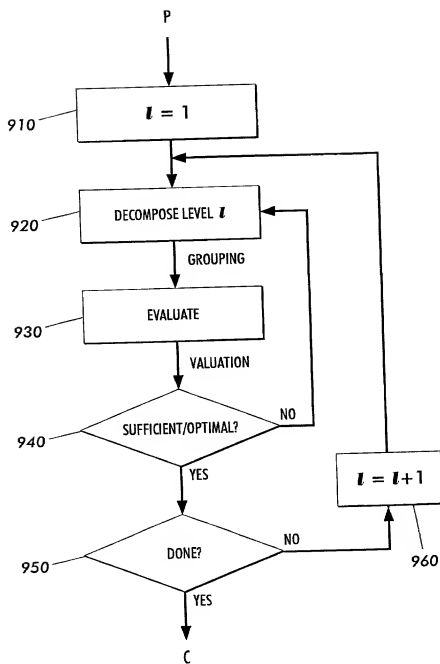 P
910
l = 1
920
DECOMPOSE LEVEL l
GROUPING
930
EVALUATE
VALUATION
940
SUFFICIENT/OPTIMAL?
NO
YES
l = l+1
960
950
DONE?
NO
YES
C